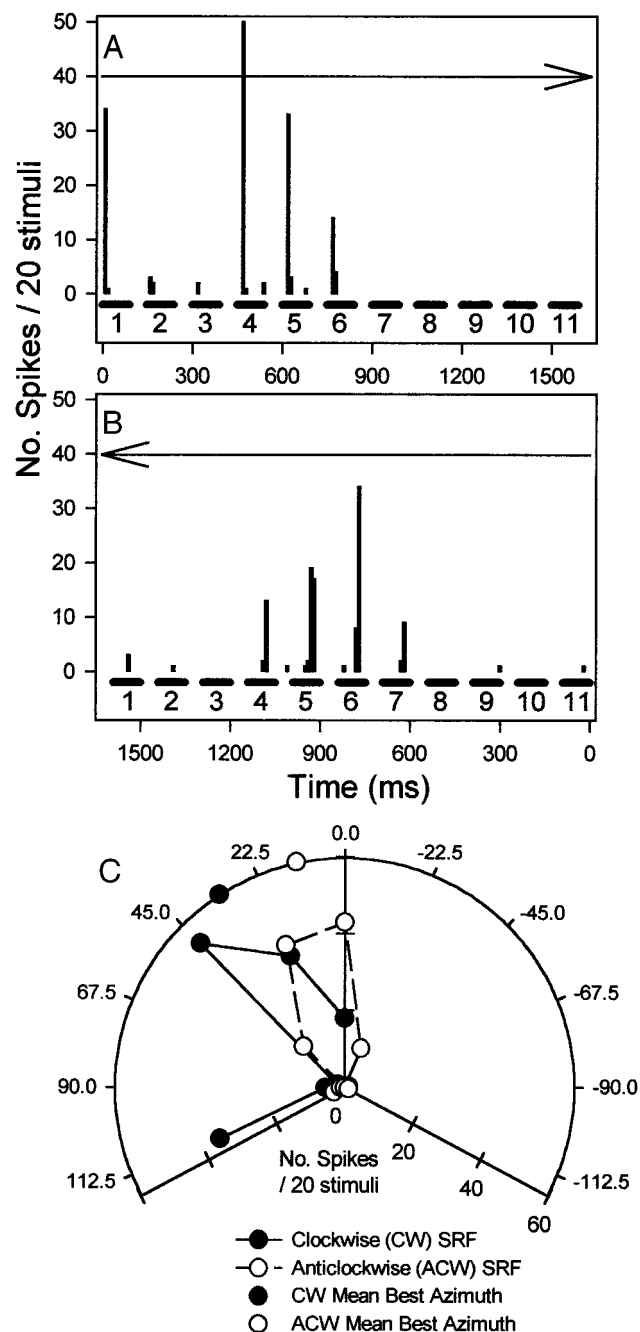 A
No. Spikes / 20 stimuli
50
40
30
20
10
0
1 2 3 4 5 6 7 8 9 10 11
0 300 600 900 1200 1500
B
50
40
30
20
10
0
1 2 3 4 5 6 7 8 9 10 11
1500 1200 900 600 300 0
Time (ms)
C
0.0
22.5 -22.5
45.0 -45.0
67.5 -67.5
90.0 -90.0
112.5 -112.5
0
20
40
60
No. Spikes
/ 20 stimuli
Clockwise (CW) SRF
Anticlockwise (ACW) SRF
CW Mean Best Azimuth
ACW Mean Best Azimuth